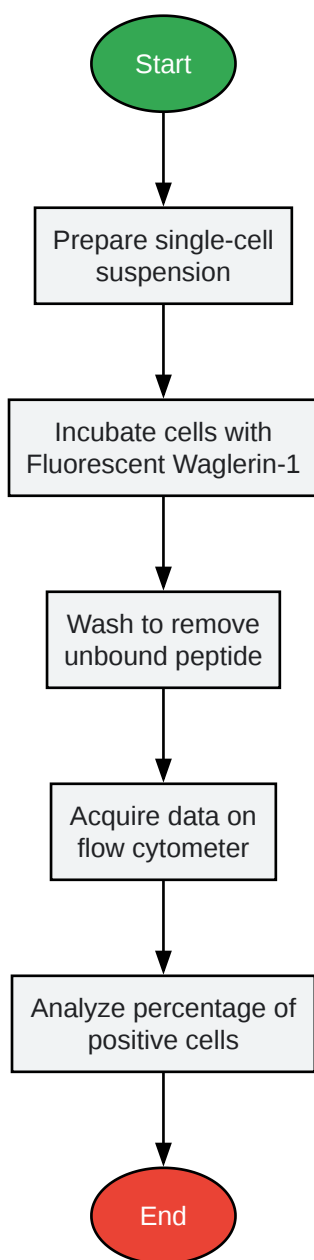 Start
Prepare single-cell
suspension
Incubate cells with
Fluorescent Waglerin-1
Wash to remove
unbound peptide
Acquire data on
flow cytometer
Analyze percentage of
positive cells
End